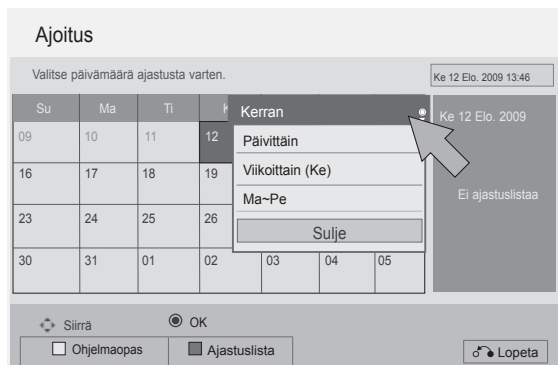 Ajoitus
Valitse päivämäärä ajastusta varten.
Ke 12 Elo. 2009 13:46
Su Ma Ti K
09 10 11 12
16 17 18 19
23 24 25 26
30 31 01 02 03 04 05
Kerran
Päivittäin
Viikoittain (Ke)
Ma~Pe
Sulje
Ke 12 Elo. 2009
Ei ajastuslistaa
Siirrä OK
Ohjelmaopas Ajastuslista Lopeta